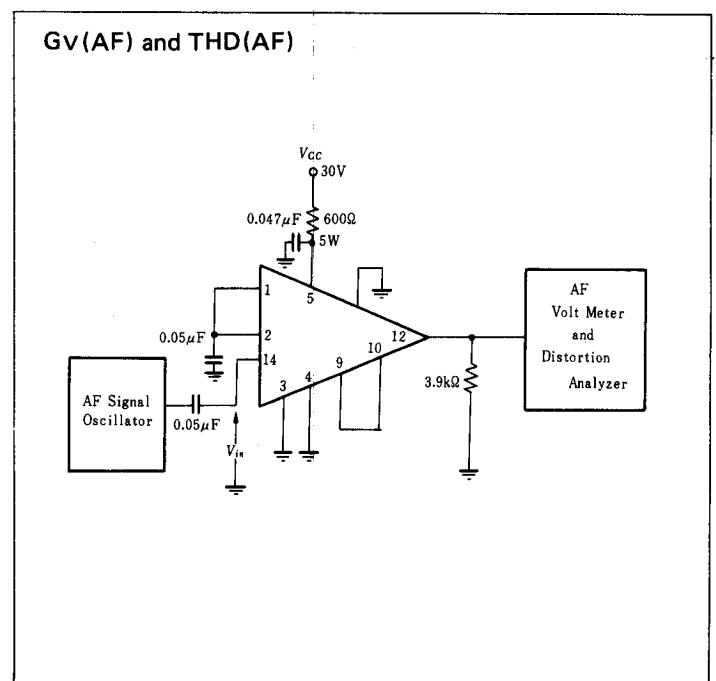 Gv(AF) and THD(AF)
VCC
30V
0.047μF
600Ω
5W
1
5
2
0.05μF
14
12
10
9
3
4
AF Signal
Oscillator
0.05μF
Vin
3.9kΩ
AF
Volt Meter
and
Distortion
Analyzer